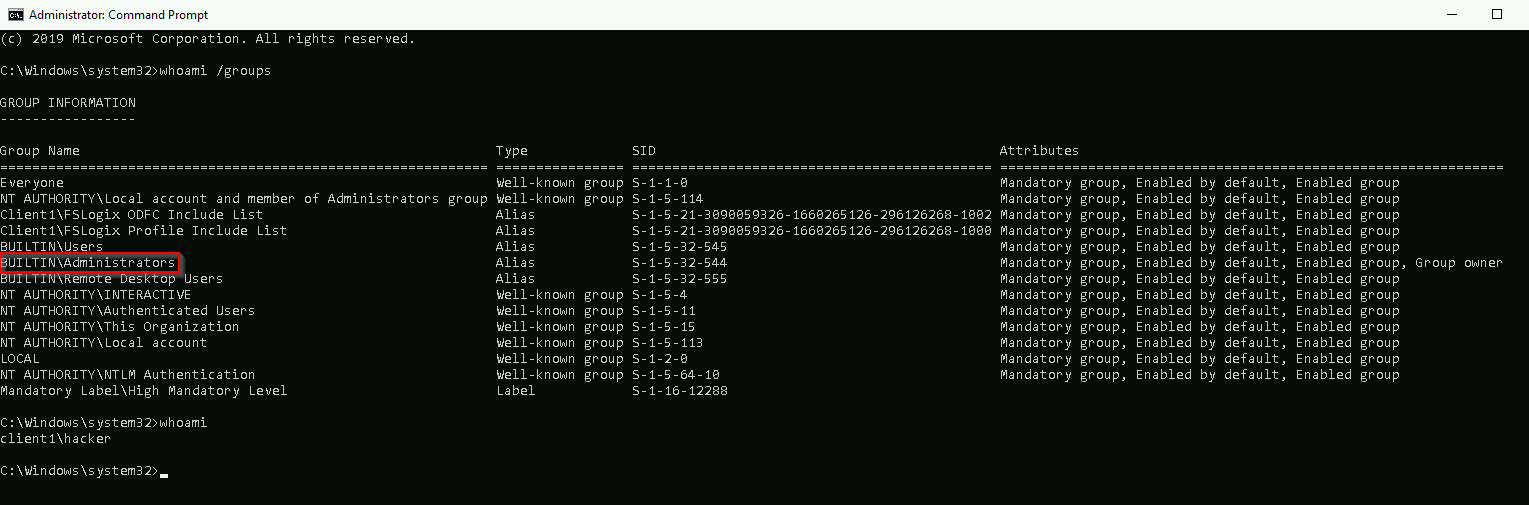 Administrator: Command Prompt
(c) 2019 Microsoft Corporation. All rights reserved.
C:\Windows\system32>whoami /groups
GROUP INFORMATION
-----------------
Group Name Type SID Attributes
============================================================= ================= ============================================= ===============================================================
Everyone Well-known group S-1-1-0 Mandatory group, Enabled by default, Enabled group
NT AUTHORITY\Local account and member of Administrators group Well-known group S-1-5-114 Mandatory group, Enabled by default, Enabled group
Client1\FSLogix ODFC Include List Alias S-1-5-21-3090059326-1660265126-296126268-1002 Mandatory group, Enabled by default, Enabled group
Client1\FSLogix Profile Include List Alias S-1-5-21-3090059326-1660265126-296126268-1000 Mandatory group, Enabled by default, Enabled group
BUILTIN\Users Alias S-1-5-32-545 Mandatory group, Enabled by default, Enabled group
BUILTIN\Administrators Alias S-1-5-32-544 Mandatory group, Enabled by default, Enabled group, Group owner
BUILTIN\Remote Desktop Users Alias S-1-5-32-555 Mandatory group, Enabled by default, Enabled group
NT AUTHORITY\INTERACTIVE Well-known group S-1-5-4 Mandatory group, Enabled by default, Enabled group
NT AUTHORITY\Authenticated Users Well-known group S-1-5-11 Mandatory group, Enabled by default, Enabled group
NT AUTHORITY\This Organization Well-known group S-1-5-15 Mandatory group, Enabled by default, Enabled group
NT AUTHORITY\Local account Well-known group S-1-5-113 Mandatory group, Enabled by default, Enabled group
LOCAL Well-known group S-1-2-0 Mandatory group, Enabled by default, Enabled group
NT AUTHORITY\NTLM Authentication Well-known group S-1-5-64-10 Mandatory group, Enabled by default, Enabled group
Mandatory Label\High Mandatory Level Label S-1-16-12288
C:\Windows\system32>whoami
client1\hacker
C:\Windows\system32>